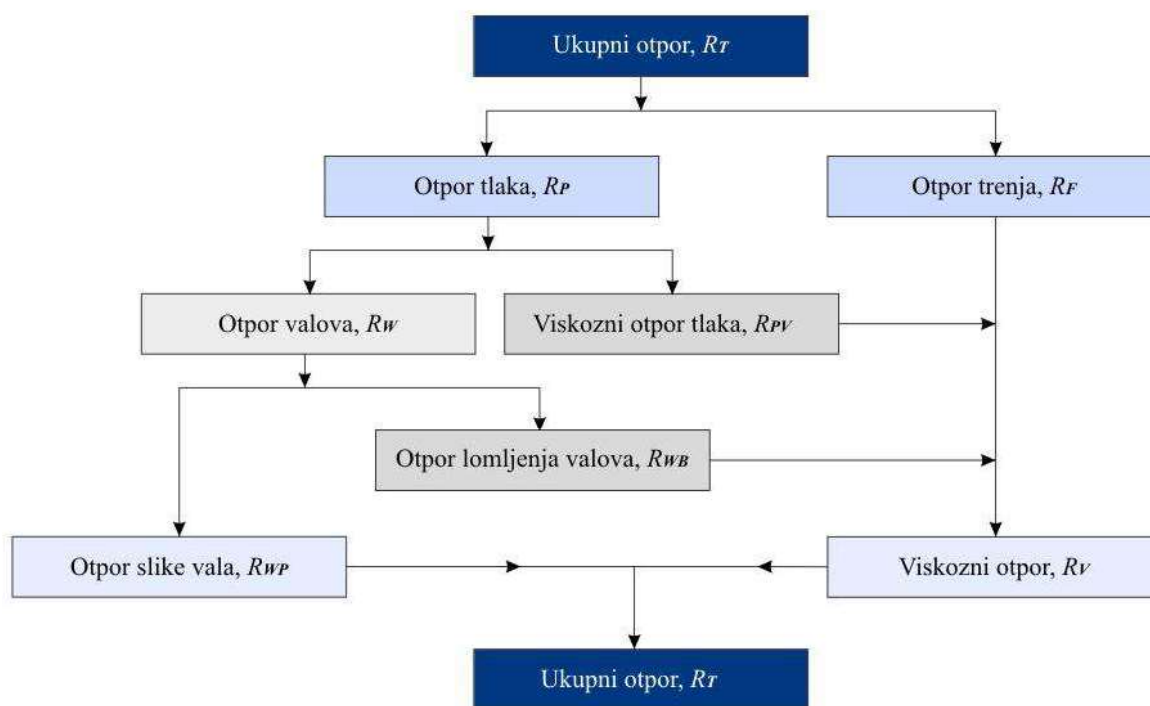 Ukupni otpor, RT
Otpor tlaka, RP
Otpor trenja, RF
Otpor valova, RW
Viskozni otpor tlaka, RPV
Otpor lomljenja valova, RWB
Otpor slike vala, RWP
Viskozni otpor, RV
Ukupni otpor, RT